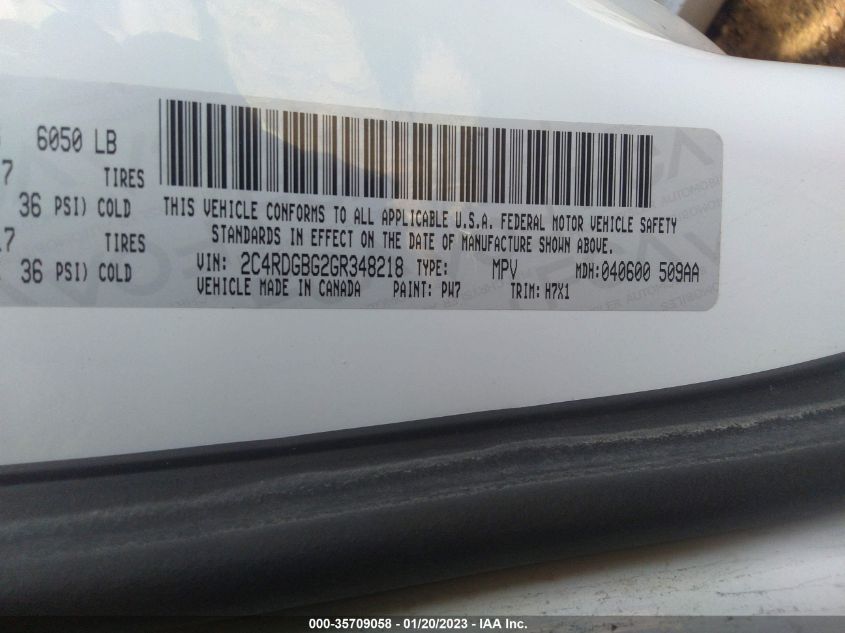 6050 LB
7 TIRES
36 PSI) COLD
17 TIRES
36 PSI) COLD
THIS VEHICLE CONFORMS TO ALL APPLICABLE U.S.A. FEDERAL MOTOR VEHICLE SAFETY
STANDARDS IN EFFECT ON THE DATE OF MANUFACTURE SHOWN ABOVE.
VIN: 2C4RDGBG2GR348218 TYPE: MPV MDH:040600 509AA
VEHICLE MADE IN CANADA PAINT: PW7 TRIM: H7X1
000-35709058 - 01/20/2023 - IAA Inc.